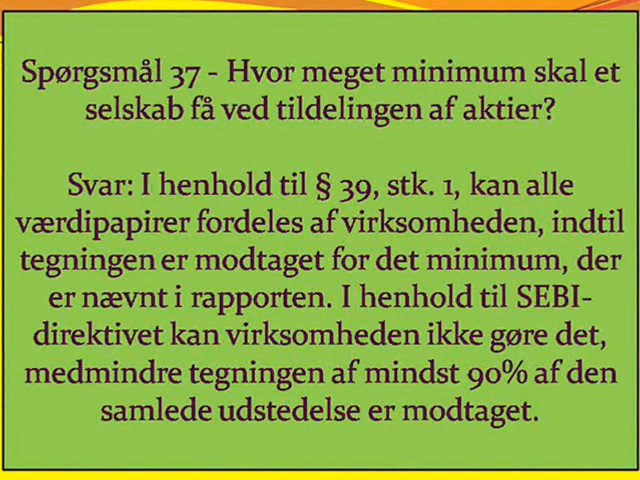 Spørgsmål 37 - Hvor meget minimum skal et
selskab få ved tildelingen af aktier?
Svar: I henhold til § 39, stk. 1, kan alle
værdipapirer fordeles af virksomheden, indtil
tegningen er modtaget for det minimum, der
er nævnt i rapporten. I henhold til SEBI-
direktivet kan virksomheden ikke gøre det,
medmindre tegningen af mindst 90% af den
samlede udstedelse er modtaget.